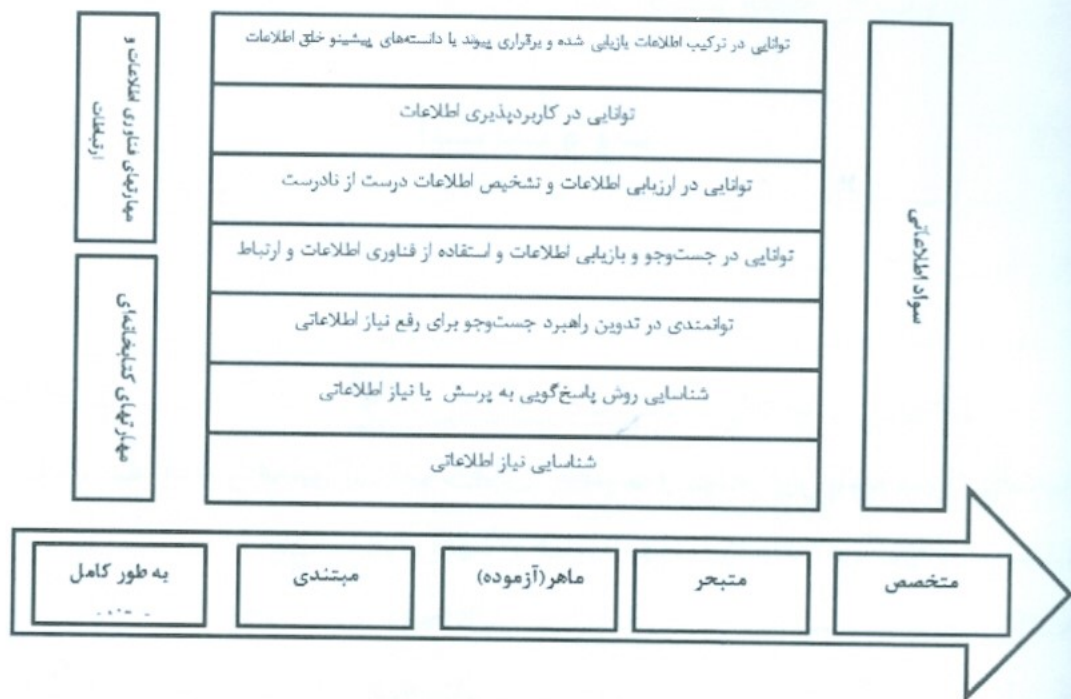 توانایی در ترکیب اطلاعات بازیابی شده و برقراری پیوند با دانسته‌های پیشینو خلق اطلاعات
توانایی در کاربردپذیری اطلاعات
توانایی در ارزیابی اطلاعات و تشخیص اطلاعات درست از نادرست
توانایی در جست‌وجو و بازیابی اطلاعات و استفاده از فناوری اطلاعات و ارتباط
توانمندی در تدوین راهبرد جست‌وجو برای رفع نیاز اطلاعاتی
شناسایی روش پاسخ‌گویی به پرسش یا نیاز اطلاعاتی
شناسایی نیاز اطلاعاتی
سواد اطلاعاتی
مهارتهای فناوری اطلاعات و
ارتباطات
مهارتهای کتابخانه‌ای
متخصص
متبحر
ماهر(آزموده)
مبتندی
به طور کامل